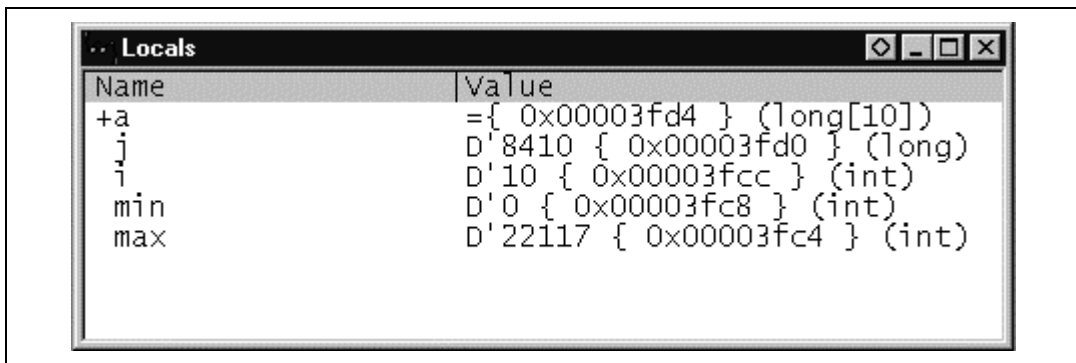 Locals
Name Value
+a ={ 0x00003fd4 } (long[10])
j D'8410 { 0x00003fd0 } (long)
i D'10 { 0x00003fcc } (int)
min D'0 { 0x00003fc8 } (int)
max D'22117 { 0x00003fc4 } (int)